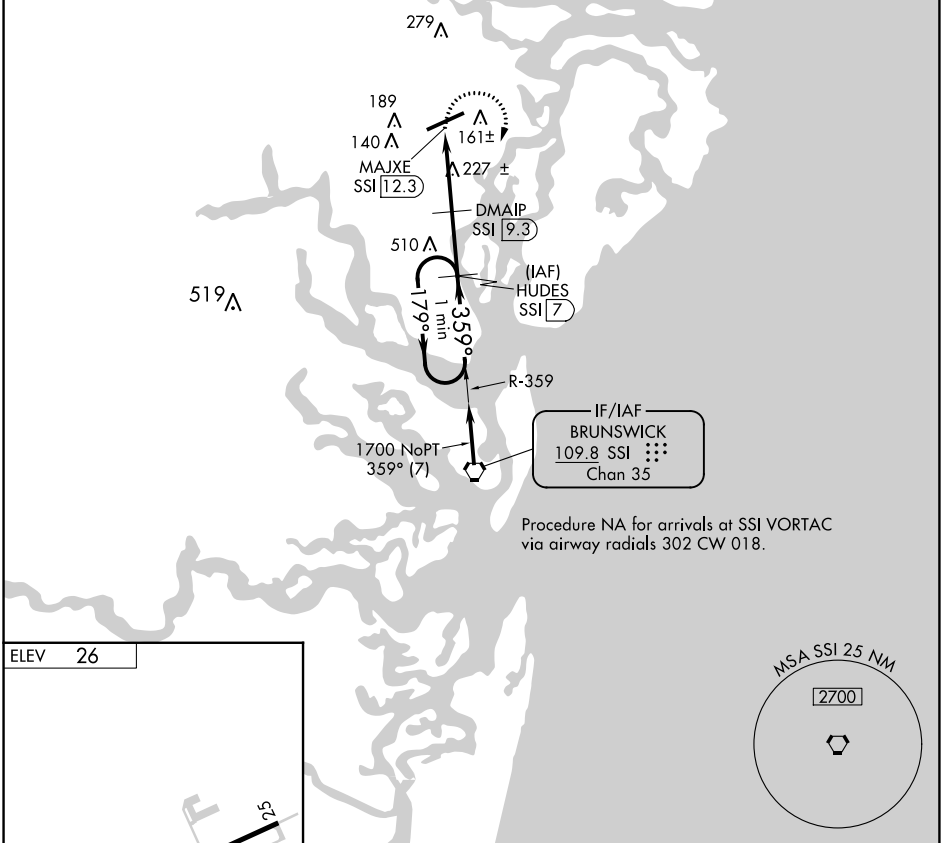 279
189
140
161±
MAJXE
SSI 12.3
227 ±
DMAIP
SSI 9.3
510
(IAF)
HUDES
SSI 7
519
179°
1 min
359°
R-359
IF/IAF
BRUNSWICK
109.8 SSI
Chan 35
1700 NoPT
359° (7)
Procedure NA for arrivals at SSI VORTAC
via airway radials 302 CW 018.
ELEV 26
MSA SSI 25 NM
2700
25